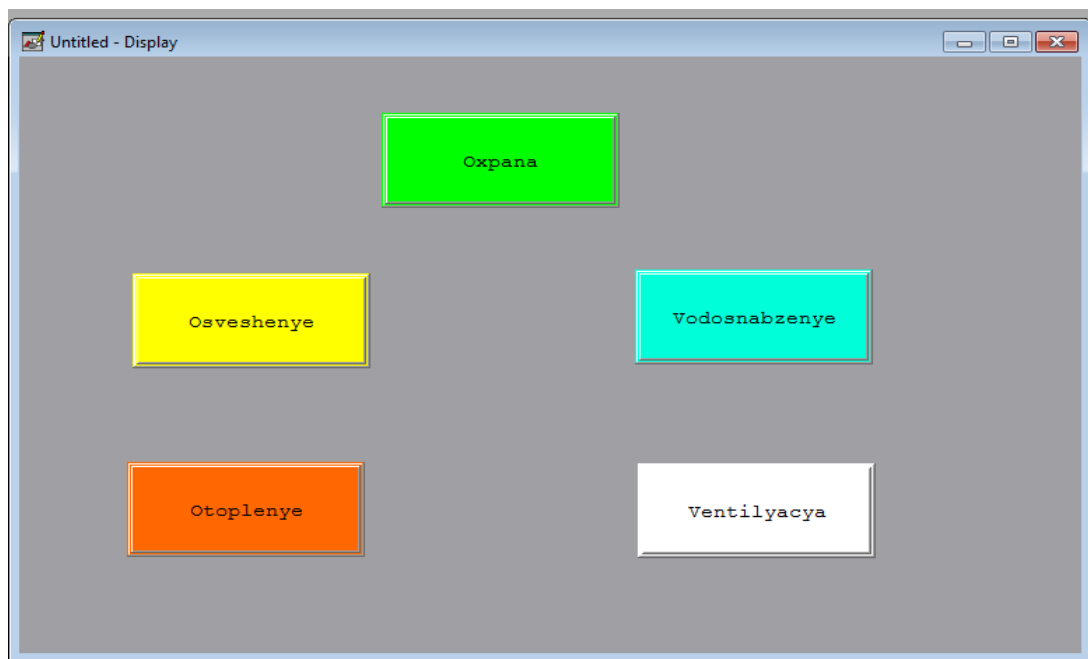 Untitled - Display
Oxpana
Osveshenye
Vodosnabzenye
Otoplenye
Ventilyacya